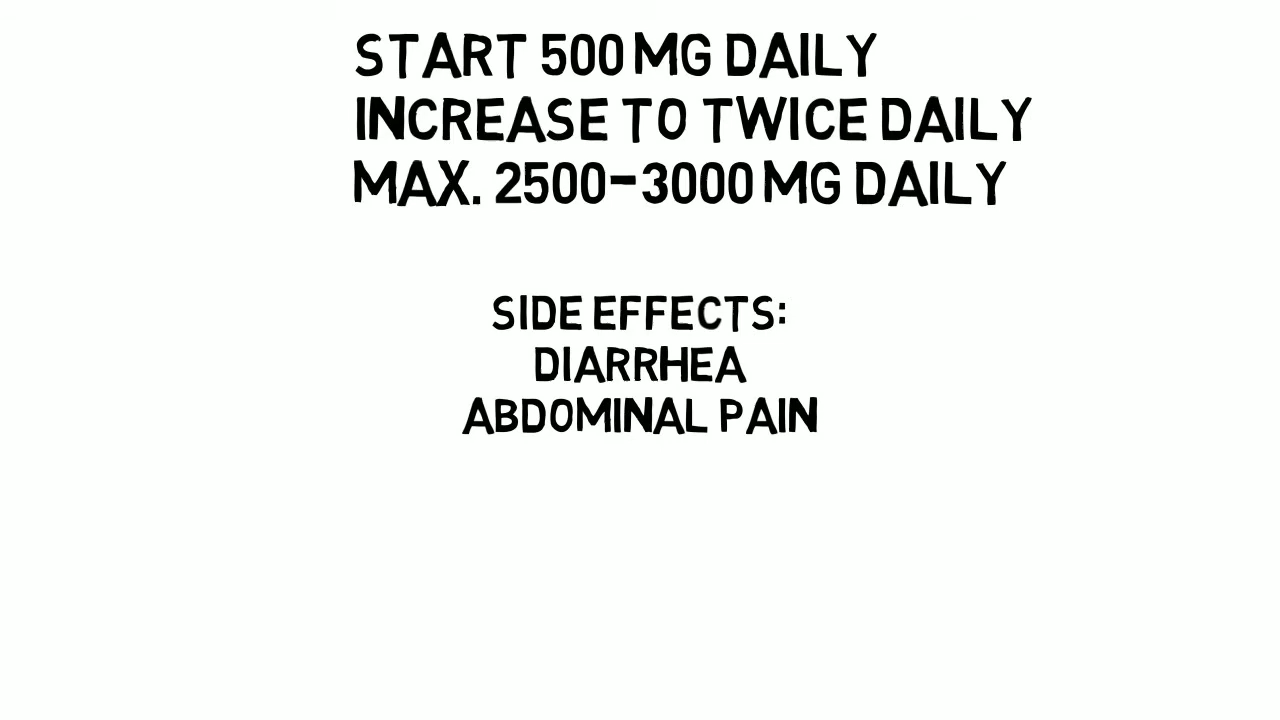 START 500 MG DAILY
INCREASE TO TWICE DAILY
MAX. 2500-3000 MG DAILY
SIDE EFFECTS:
DIARRHEA
ABDOMINAL PAIN